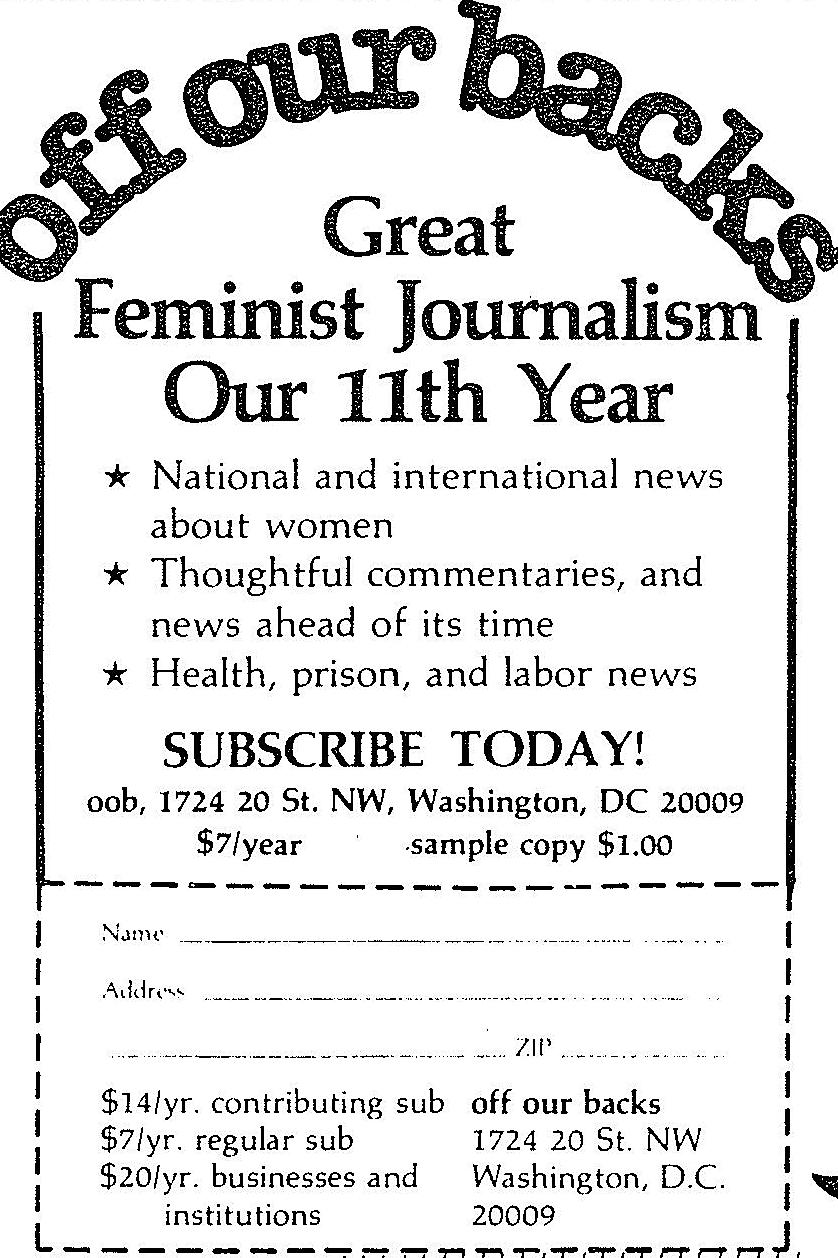 off our backs
Great
Feminist Journalism
Our 11th Year
★ National and international news
about women
★ Thoughtful commentaries, and
news ahead of its time
★ Health, prison, and labor news
SUBSCRIBE TODAY!
oob, 1724 20 St. NW, Washington, DC 20009
$7/year sample copy $1.00
Name
Address
ZIP
$14/yr. contributing sub
$7/yr. regular sub
$20/yr. businesses and
institutions
off our backs
1724 20 St. NW
Washington, D.C.
20009